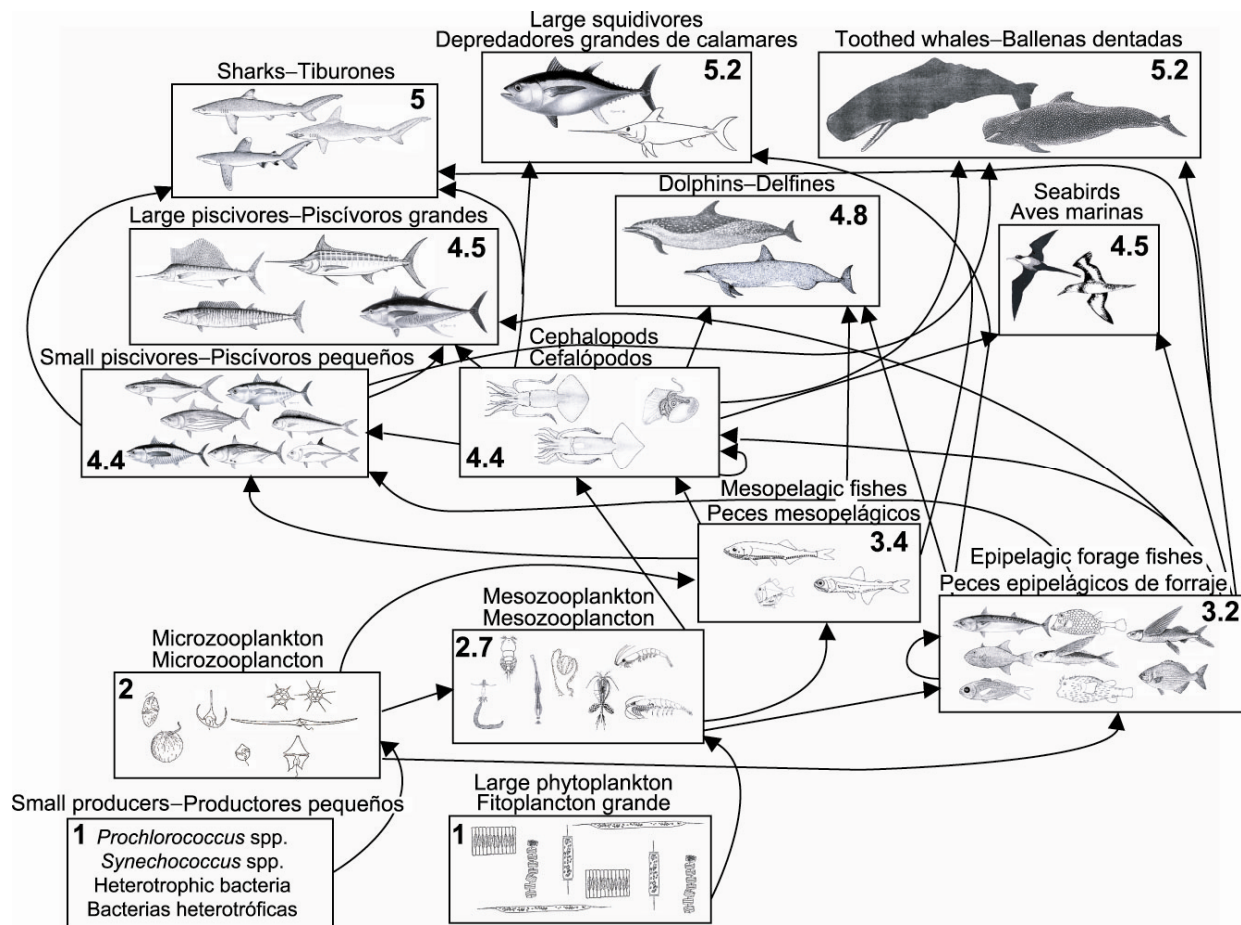 Large squidivores
Depredadores grandes de calamares
5.2
Toothed whales–Ballenas dentadas
5.2
Sharks–Tiburones
5
Dolphins–Delfines
4.8
Seabirds
Aves marinas
4.5
Large piscivores–Piscívoros grandes
4.5
Small piscivores–Piscívoros pequeños
4.4
Cephalopods
Cefalópodos
4.4
Mesopelagic fishes
Peces mesopelágicos
3.4
Epipelagic forage fishes
Peces epipelágicos de forraje
3.2
Mesozooplankton
Mesozooplancton
2.7
Microzooplankton
Microzooplancton
2
Small producers–Productores pequeños
1 Prochlorococcus spp.
Synechococcus spp.
Heterotrophic bacteria
Bacterias heterotróficas
Large phytoplankton
Fitoplancton grande
1